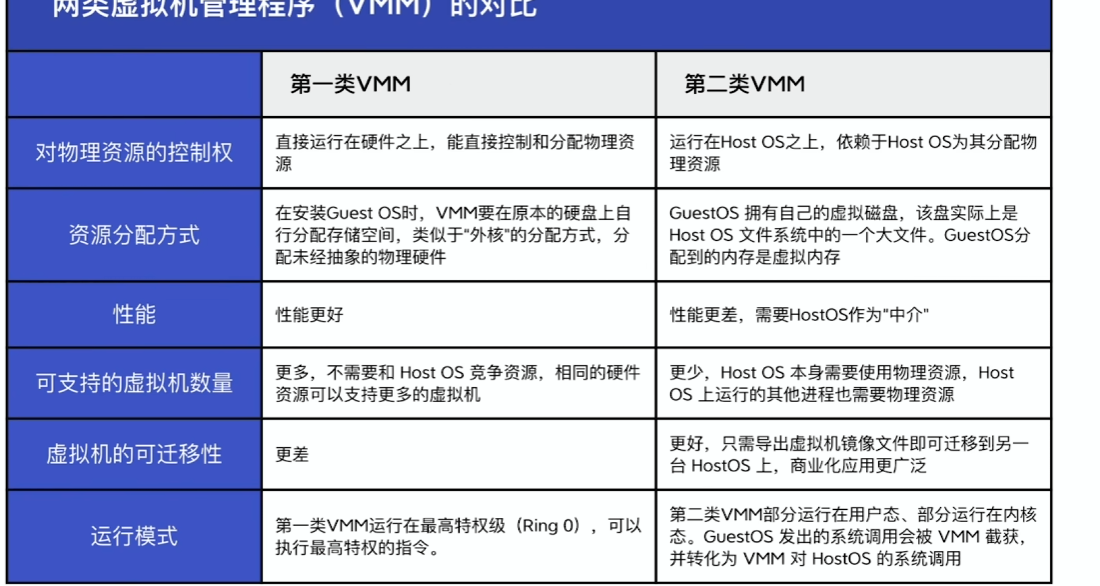 两类虚拟机管理程序（VMM）的对比
第一类VMM
第二类VMM
对物理资源的控制权
直接运行在硬件之上，能直接控制和分配物理资
源
运行在Host OS之上，依赖于Host OS为其分配物
理资源
资源分配方式
在安装Guest OS时，VMM要在原本的硬盘上自
行分配存储空间，类似于“外核”的分配方式，分
配未经抽象的物理硬件
GuestOS 拥有自己的虚拟磁盘，该盘实际上是
Host OS 文件系统中的一个大文件。GuestOS分
配到的内存是虚拟内存
性能
性能更好
性能更差，需要HostOS作为“中介”
可支持的虚拟机数量
更多，不需要和 Host OS 竞争资源，相同的硬件
资源可以支持更多的虚拟机
更少，Host OS 本身需要使用物理资源，Host
OS 上运行的其他进程也需要物理资源
虚拟机的可迁移性
更差
更好，只需导出虚拟机镜像文件即可迁移到另一
台 HostOS 上，商业化应用更广泛
运行模式
第一类VMM运行在最高特权级（Ring 0），可以
执行最高特权的指令。
第二类VMM部分运行在用户态、部分运行在内核
态。GuestOS 发出的系统调用会被 VMM 截获，
并转化为 VMM 对 HostOS 的系统调用